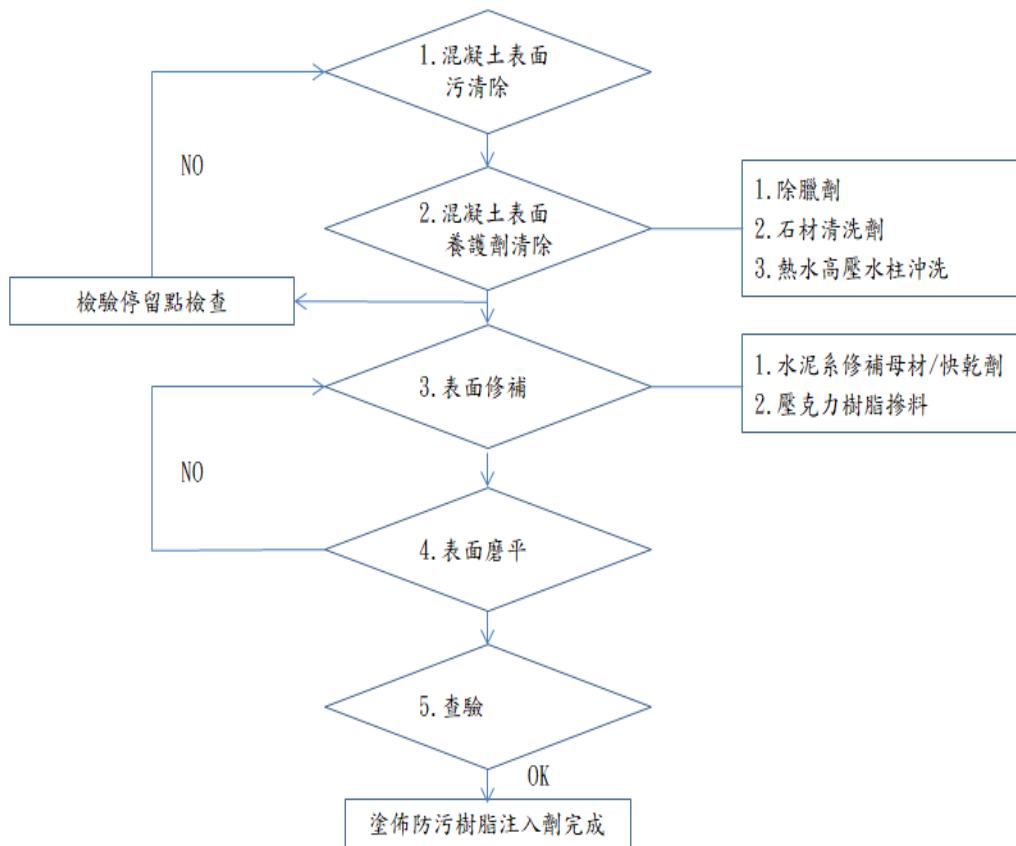 1.混凝土表面
污清除
NO
2.混凝土表面
養護劑清除
1.除臘劑
2.石材清洗劑
3.熱水高壓水柱沖洗
檢驗停留點檢查
3.表面修補
1.水泥系修補母材/快乾劑
2.壓克力樹脂摻料
NO
4.表面磨平
5.查驗
OK
塗佈防污樹脂注入劑完成